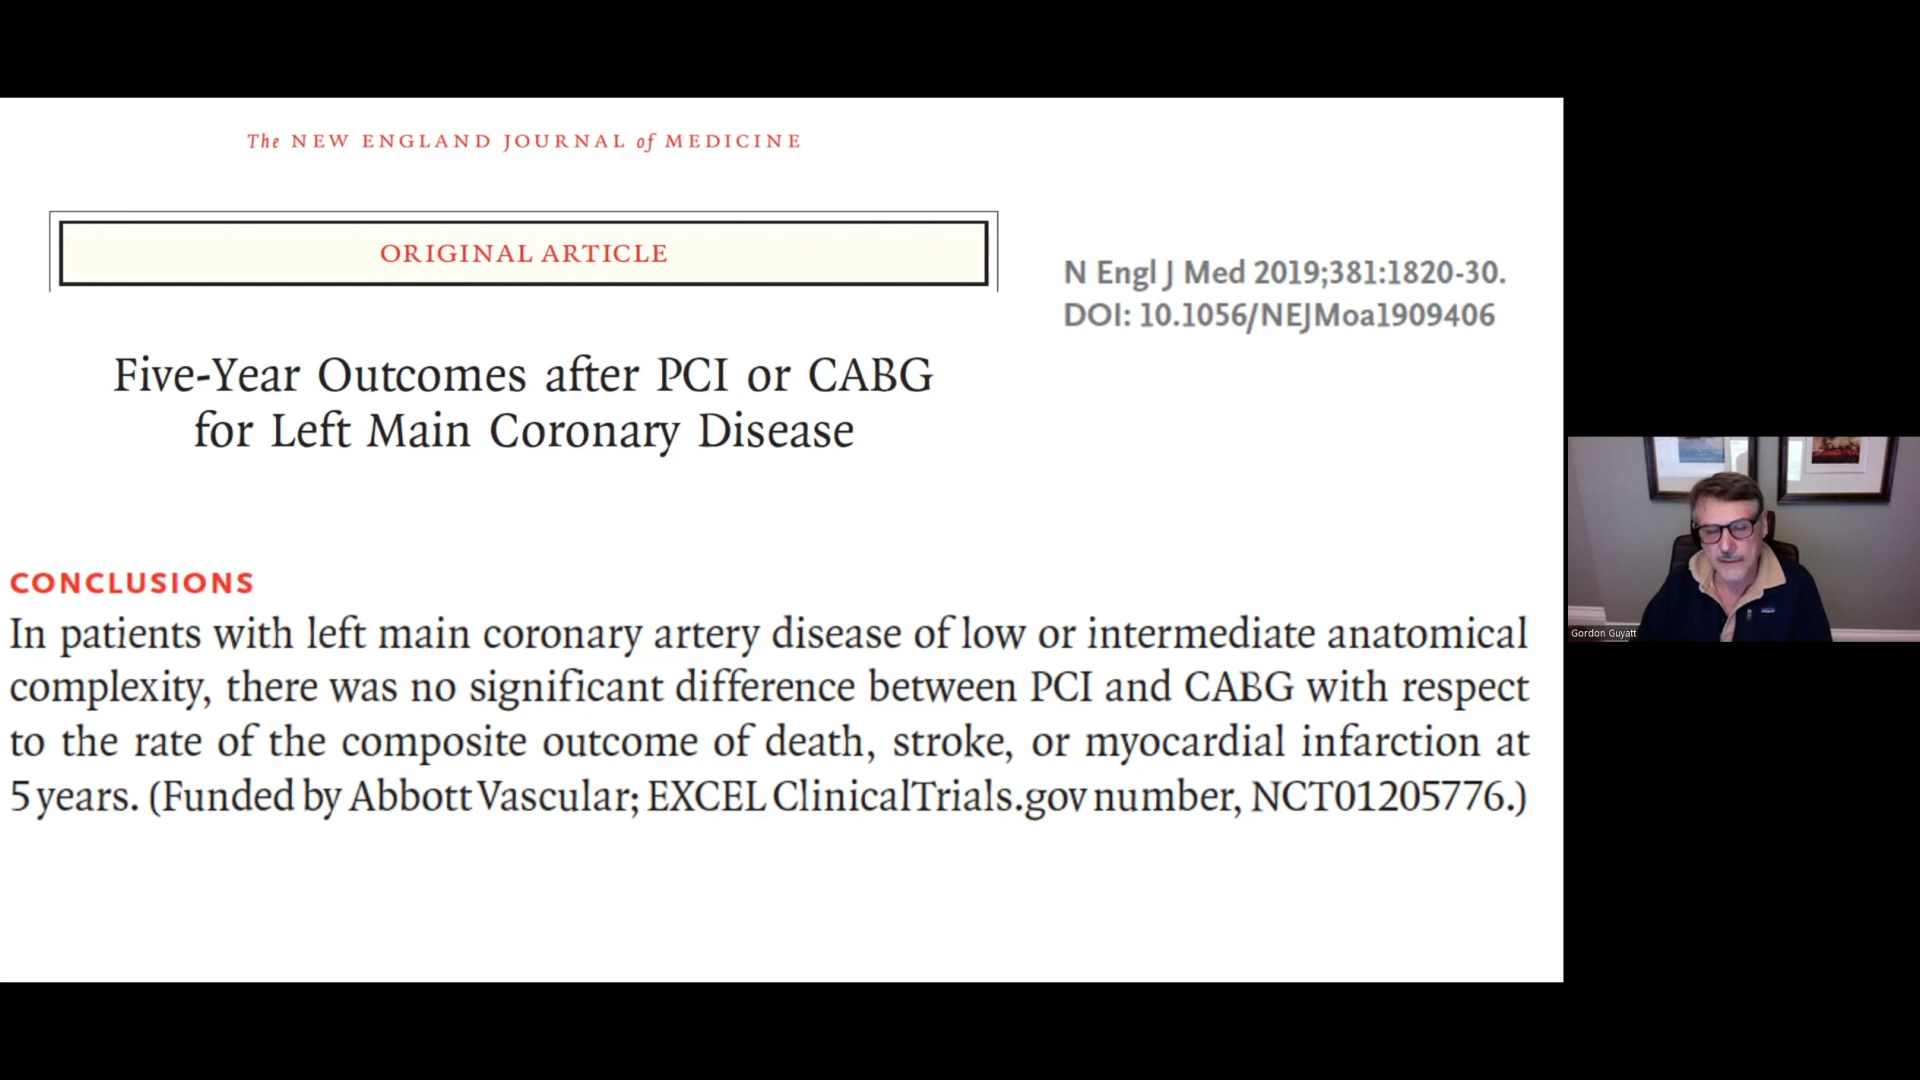 The NEW ENGLAND JOURNAL of MEDICINE
ORIGINAL ARTICLE
N Engl J Med 2019;381:1820-30.
DOI: 10.1056/NEJMoa1909406
Five-Year Outcomes after PCI or CABG
for Left Main Coronary Disease
CONCLUSIONS
In patients with left main coronary artery disease of low or intermediate anatomical
complexity, there was no significant difference between PCI and CABG with respect
to the rate of the composite outcome of death, stroke, or myocardial infarction at
5 years. (Funded by Abbott Vascular; EXCEL ClinicalTrials.gov number, NCT01205776.)
Gordon Guyatt